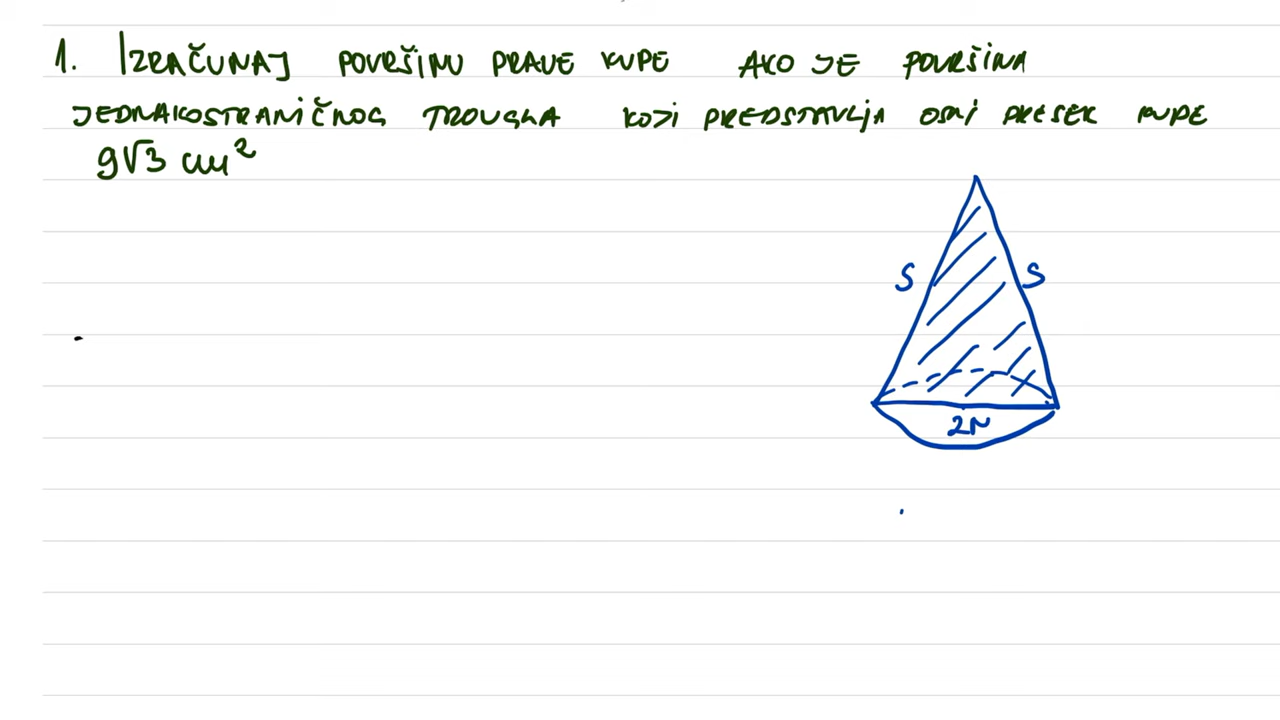 1. IZRAČUNAJ POVRŠINU PRAVE KUPE AKO JE POVRŠINA
JEDNAKOSTRANIČNOG TROUGLA KOJI PREDSTAVLJA OSNI PRESEK KUPE
9√3 cm²
S S
2r